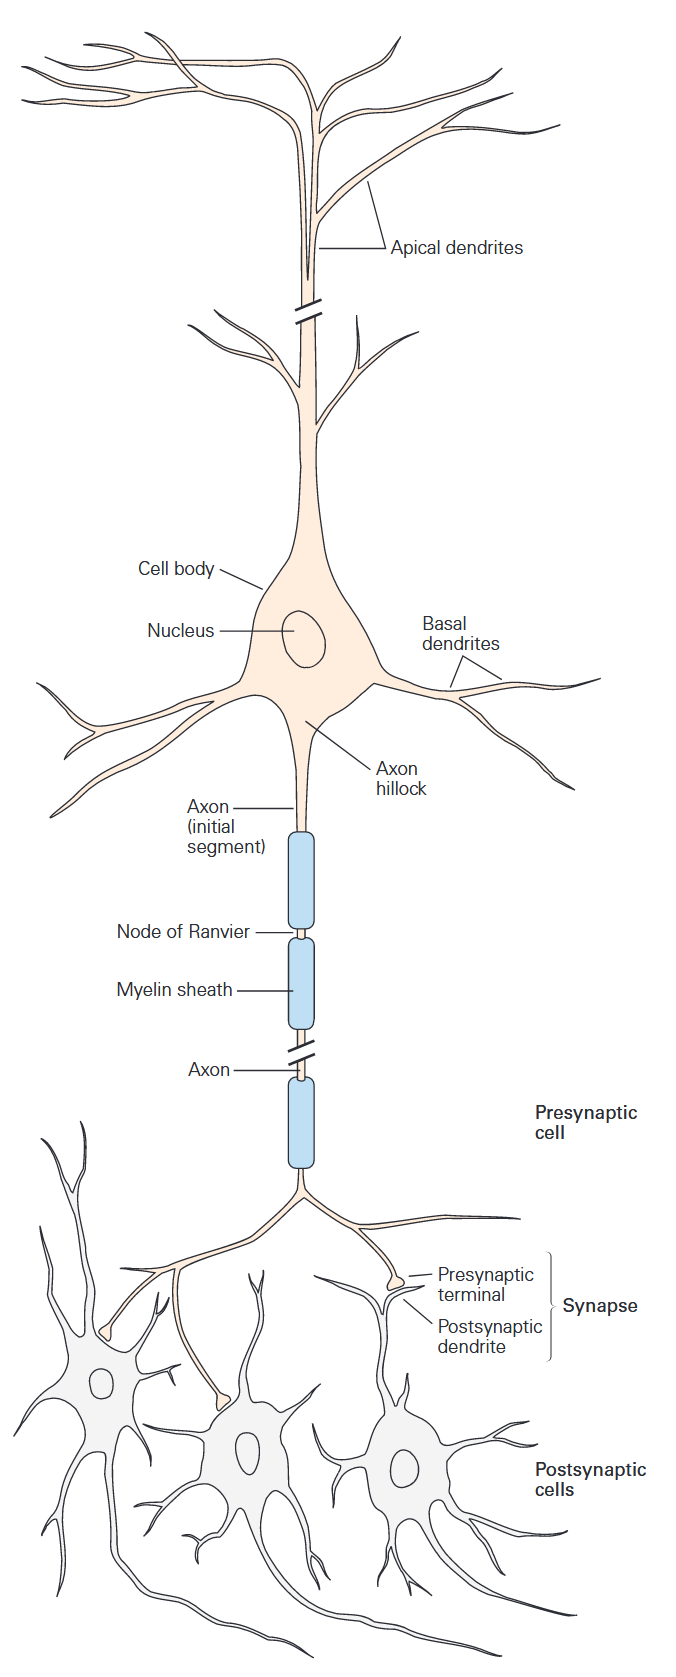 Apical dendrites
Cell body
Nucleus
Basal
dendrites
Axon
hillock
Axon
(initial
segment)
Node of Ranvier
Myelin sheath
Axon
Presynaptic
cell
Presynaptic
terminal
Synapse
Postsynaptic
dendrite
Postsynaptic
cells